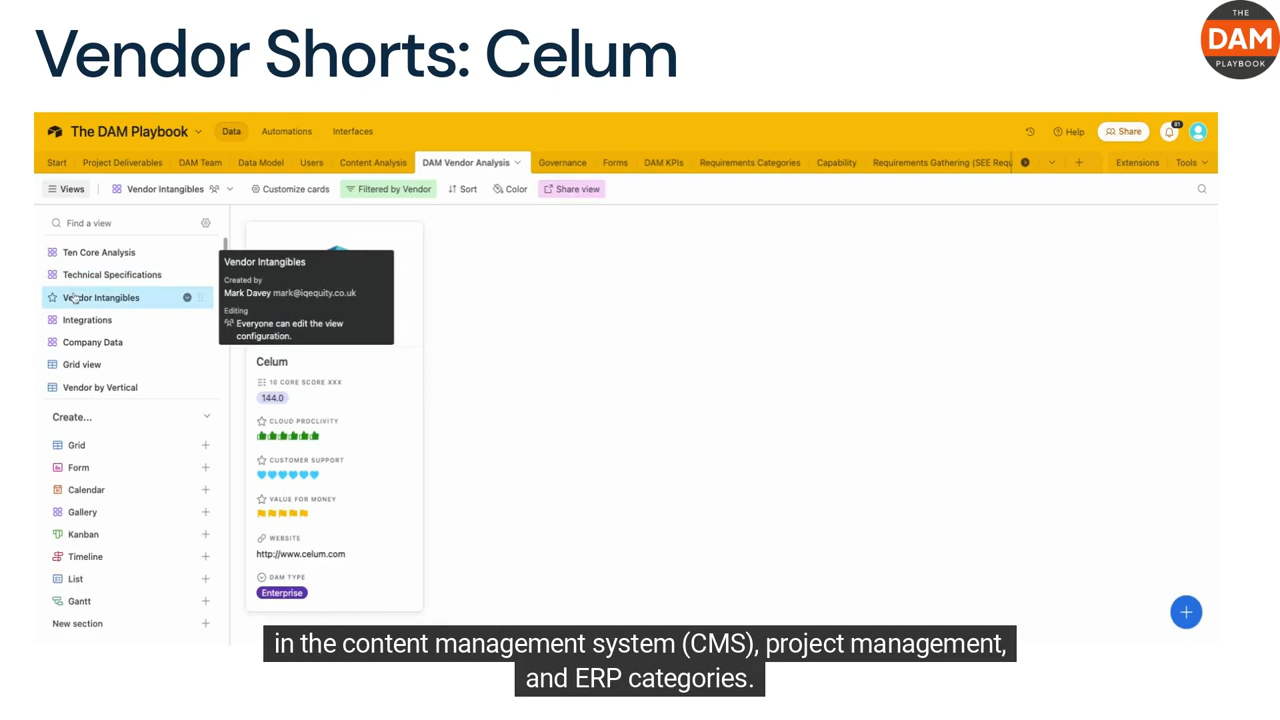 Vendor Shorts: Celum
THE
DAM
PLAYBOOK
The DAM Playbook
Data
Automations
Interfaces
Help
Share
81
Start
Project Deliverables
DAM Team
Data Model
Users
Content Analysis
DAM Vendor Analysis
Governance
Forms
DAM KPIs
Requirements Categories
Capability
Requirements Gathering (SEE Requ
Extensions
Tools
Views
Vendor Intangibles
Customize cards
Filtered by Vendor
Sort
Color
Share view
Find a view
Ten Core Analysis
Technical Specifications
Vendor Intangibles
Integrations
Company Data
Grid view
Vendor by Vertical
Create...
Grid
Form
Calendar
Gallery
Kanban
Timeline
List
Gantt
New section
Vendor Intangibles
Created by
Mark Davey mark@iqequity.co.uk
Editing
Everyone can edit the view
configuration.
Celum
10 CORE SCORE XXX
144.0
CLOUD PROCLIVITY
CUSTOMER SUPPORT
VALUE FOR MONEY
WEBSITE
http://www.celum.com
DAM TYPE
Enterprise
in the content management system (CMS), project management,
and ERP categories.